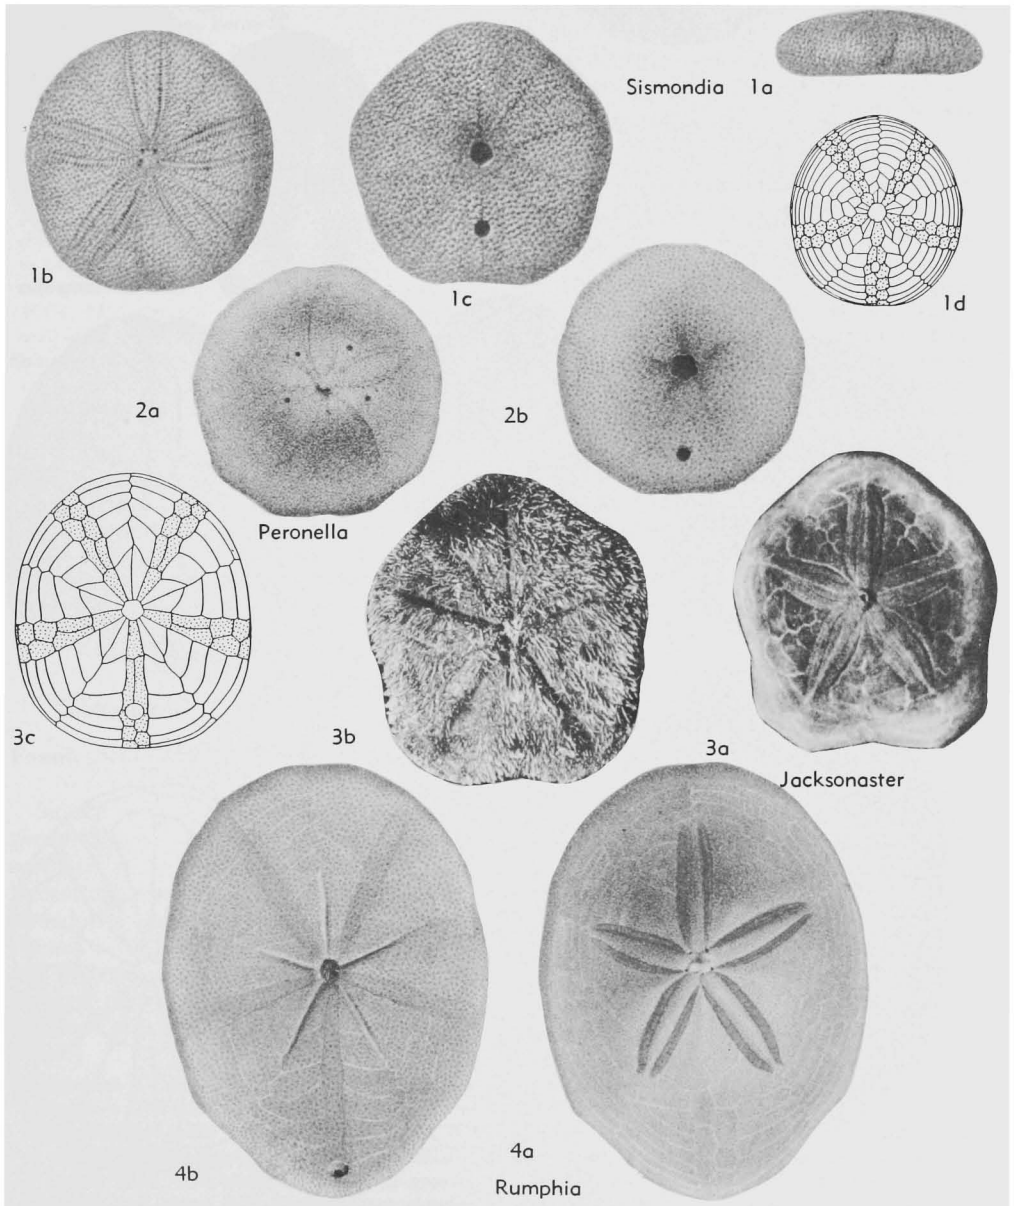 Sismondia 1a
1b
1c
1d
2a
2b
Peronella
3c
3b
3a
Jacksonaster
4b
4a
Rumphia